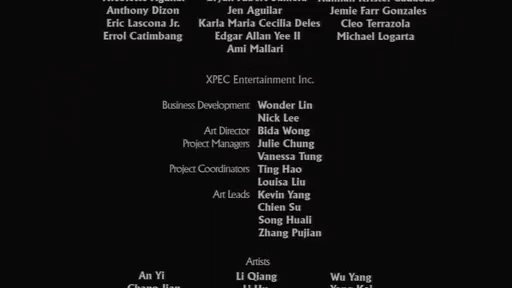 Anthony Dizon Jen Aguilar Jemie Farr Gonzales
Eric Lascona Jr. Karla Maria Cecilia Deles Cleo Terrazola
Errol Catimbang Edgar Allan Yee II Michael Logarta
Ami Mallari
XPEC Entertainment Inc.
Business Development Wonder Lin
Nick Lee
Art Director Bida Wong
Project Managers Julie Chung
Vanessa Tung
Project Coordinators Ting Hao
Louisa Liu
Art Leads Kevin Yang
Chien Su
Song Huali
Zhang Pujian
Artists
An Yi Li Qiang Wu Yang